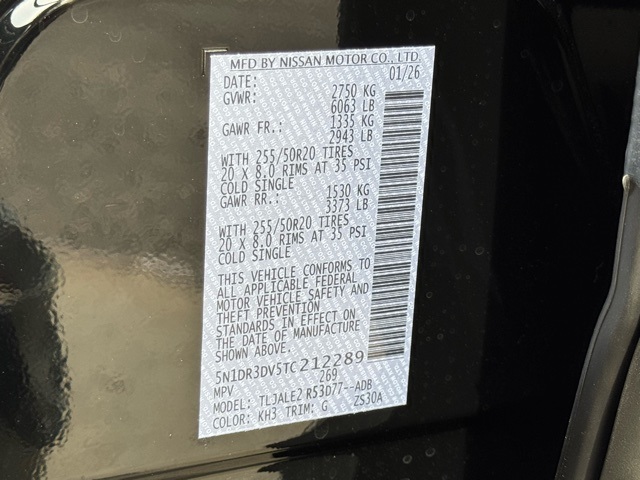 MFD BY NISSAN MOTOR CO., LTD.
DATE: 01/26
GVWR: 2750 KG
6063 LB
GAWR FR.: 1335 KG
2943 LB
WITH 255/50R20 TIRES
20 X 8.0 RIMS AT 35 PSI
COLD SINGLE
GAWR RR.: 1530 KG
3373 LB
WITH 255/50R20 TIRES
20 X 8.0 RIMS AT 35 PSI
COLD SINGLE
THIS VEHICLE CONFORMS TO
ALL APPLICABLE FEDERAL
MOTOR VEHICLE SAFETY AND
THEFT PREVENTION
STANDARDS IN EFFECT ON
THE DATE OF MANUFACTURE
SHOWN ABOVE.
5N1DR3DV5TC212289
MPV 269
MODEL: TLJALE2 R53D77--ADB
COLOR: KH3 TRIM: G ZS30A